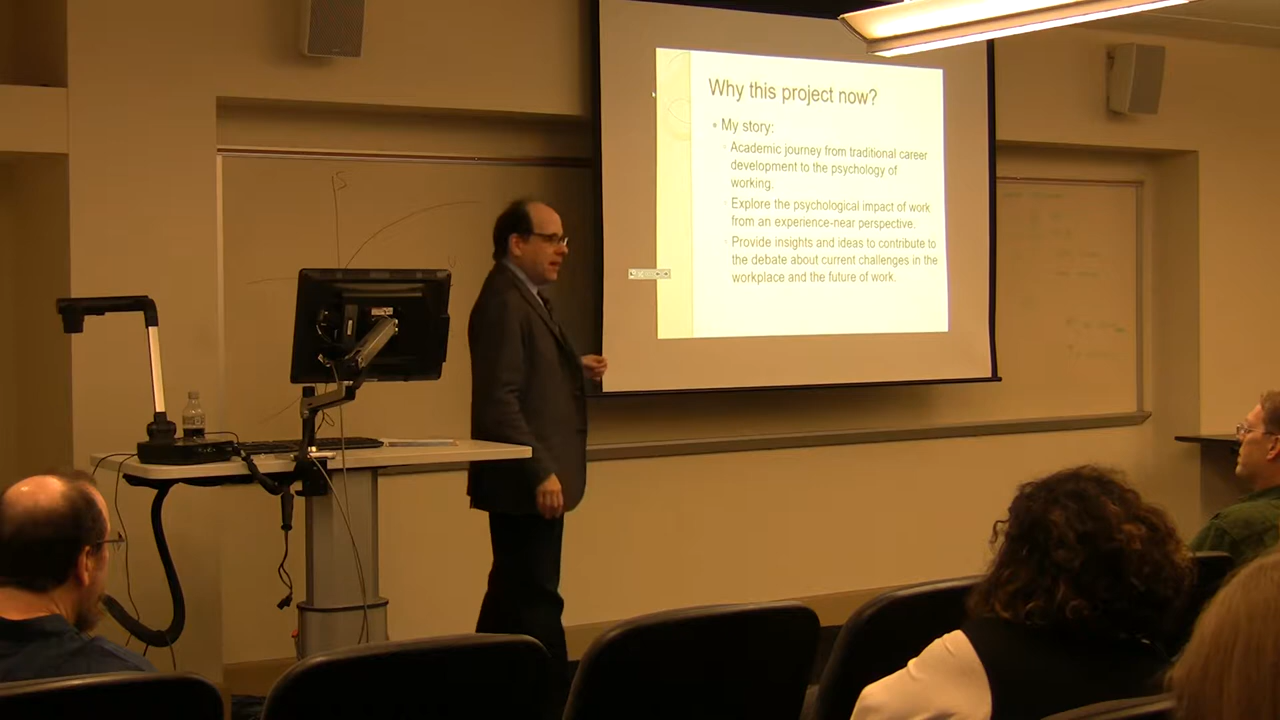 Why this project now?
• My story:
Academic journey from traditional career
development to the psychology of
working.
Explore the psychological impact of work
from an experience-near perspective.
Provide insights and ideas to contribute to
the debate about current challenges in the
workplace and the future of work.